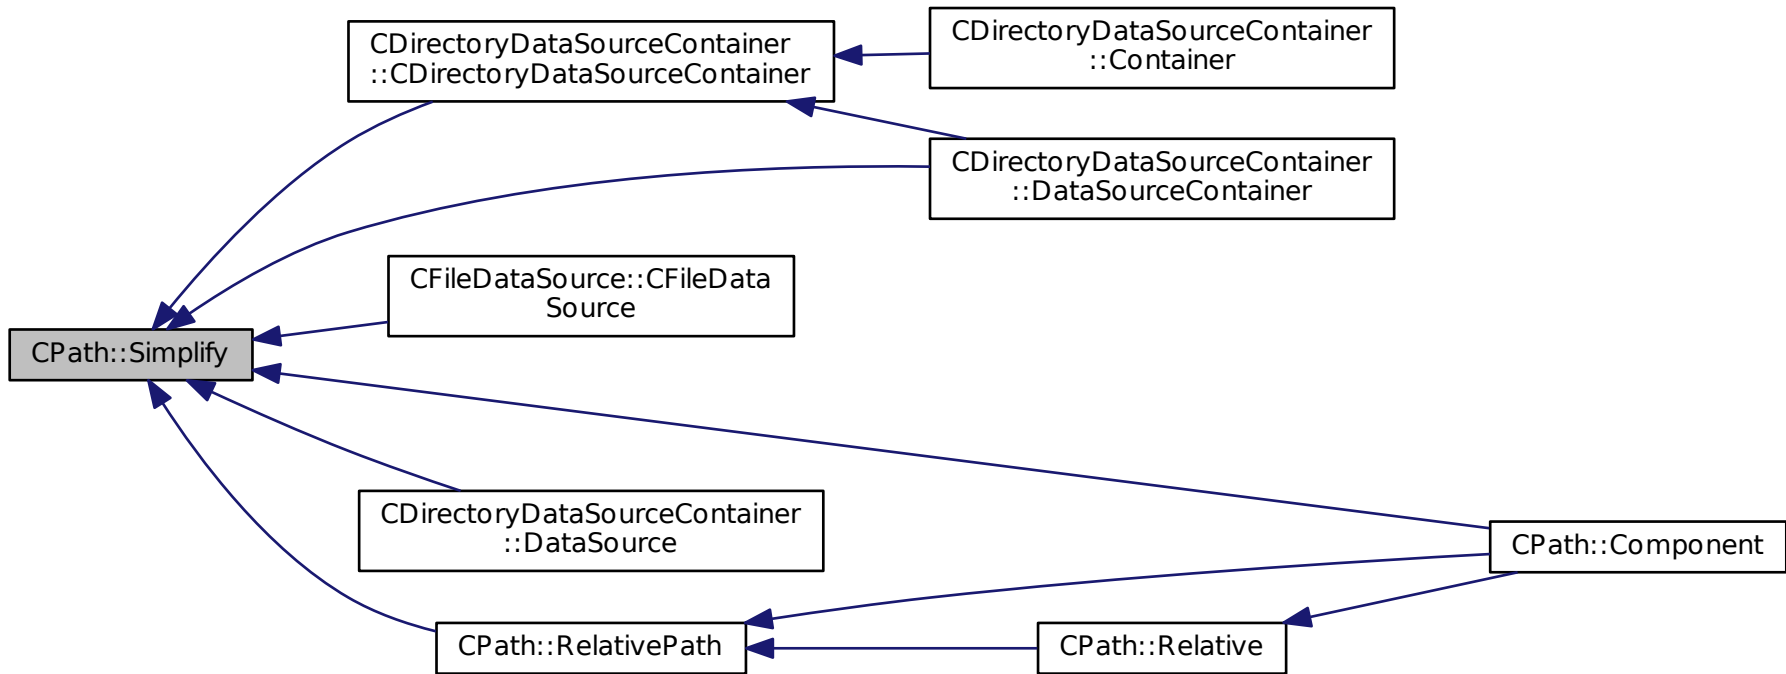 CDirectoryDataSourceContainer
::CDirectoryDataSourceContainer
CDirectoryDataSourceContainer
::Container
CDirectoryDataSourceContainer
::DataSourceContainer
CFileDataSource::CFileData
Source
CPath::Simplify
CDirectoryDataSourceContainer
::DataSource
CPath::Component
CPath::RelativePath
CPath::Relative